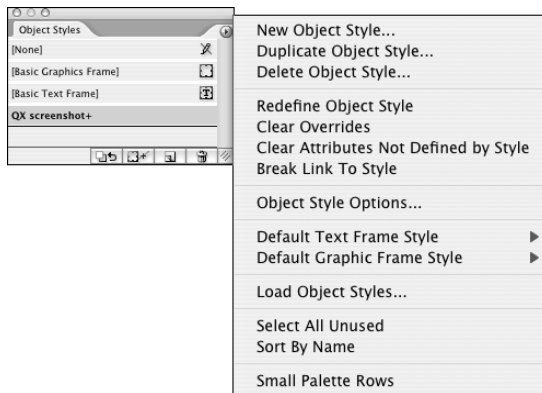 Object Styles
[None]
[Basic Graphics Frame]
[Basic Text Frame]
QX screenshot+
New Object Style...
Duplicate Object Style...
Delete Object Style...
Redefine Object Style
Clear Overrides
Clear Attributes Not Defined by Style
Break Link To Style
Object Style Options...
Default Text Frame Style
Default Graphic Frame Style
Load Object Styles...
Select All Unused
Sort By Name
Small Palette Rows